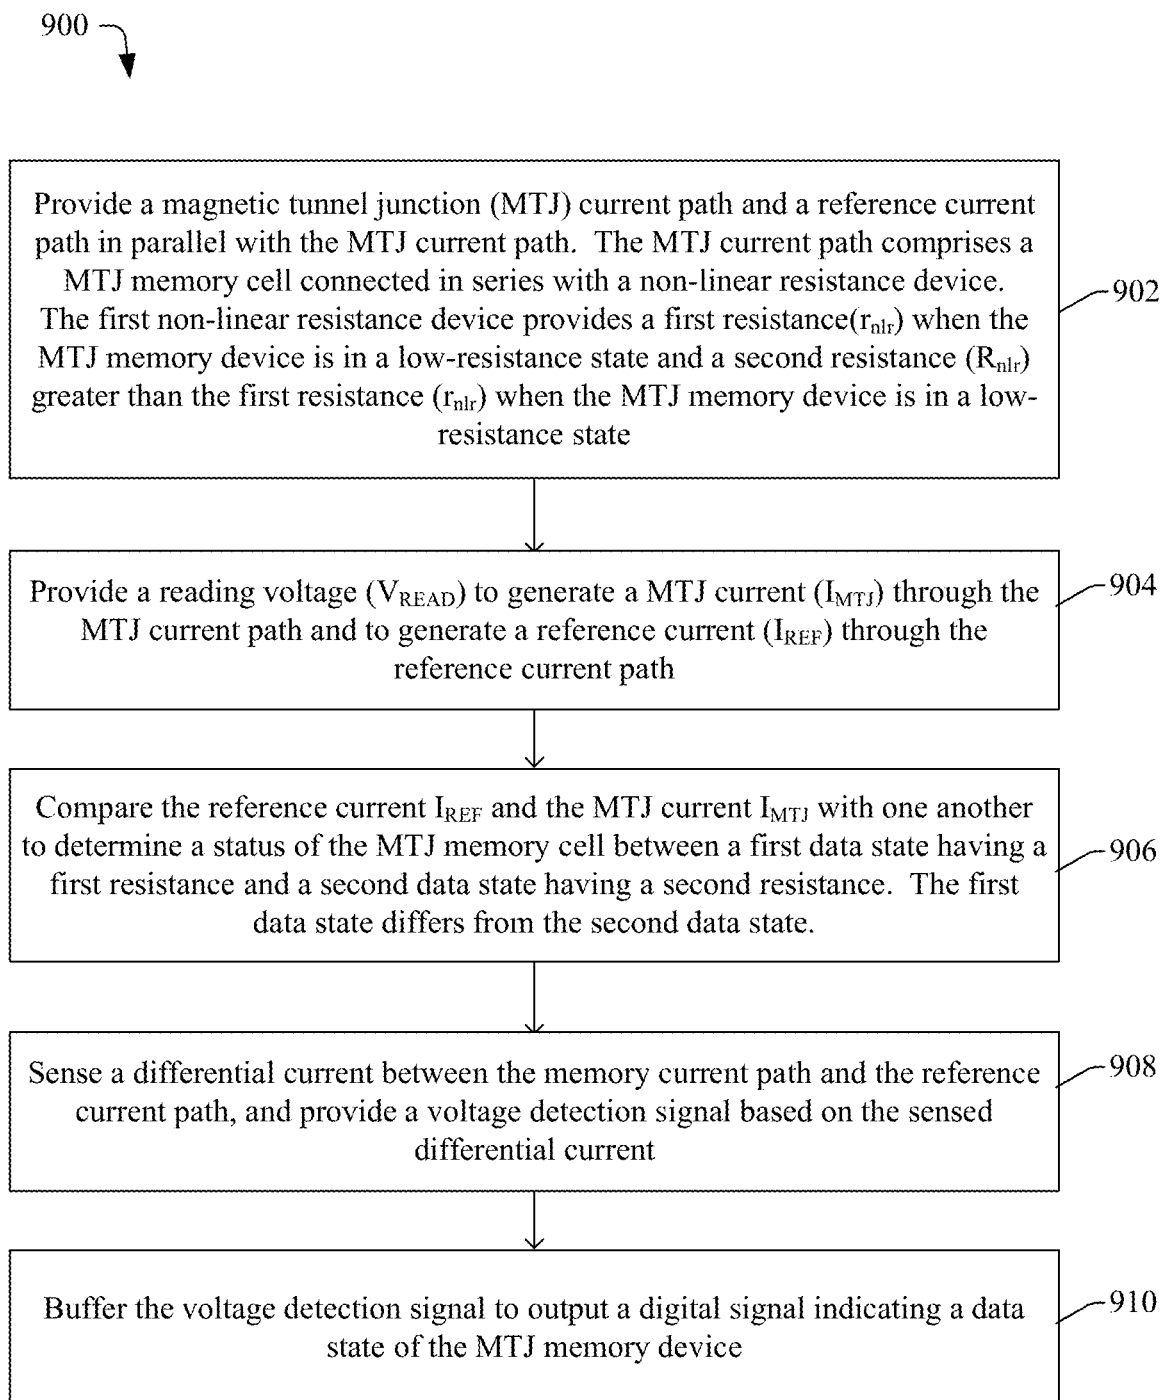 900
Provide a magnetic tunnel junction (MTJ) current path and a reference current
path in parallel with the MTJ current path. The MTJ current path comprises a
MTJ memory cell connected in series with a non-linear resistance device.
The first non-linear resistance device provides a first resistance(rnlr) when the
MTJ memory device is in a low-resistance state and a second resistance (Rnlr)
greater than the first resistance (rnlr) when the MTJ memory device is in a low-
resistance state
902
Provide a reading voltage (VREAD) to generate a MTJ current (IMTJ) through the
MTJ current path and to generate a reference current (IREF) through the
reference current path
904
Compare the reference current IREF and the MTJ current IMTJ with one another
to determine a status of the MTJ memory cell between a first data state having a
first resistance and a second data state having a second resistance. The first
data state differs from the second data state.
906
Sense a differential current between the memory current path and the reference
current path, and provide a voltage detection signal based on the sensed
differential current
908
Buffer the voltage detection signal to output a digital signal indicating a data
state of the MTJ memory device
910